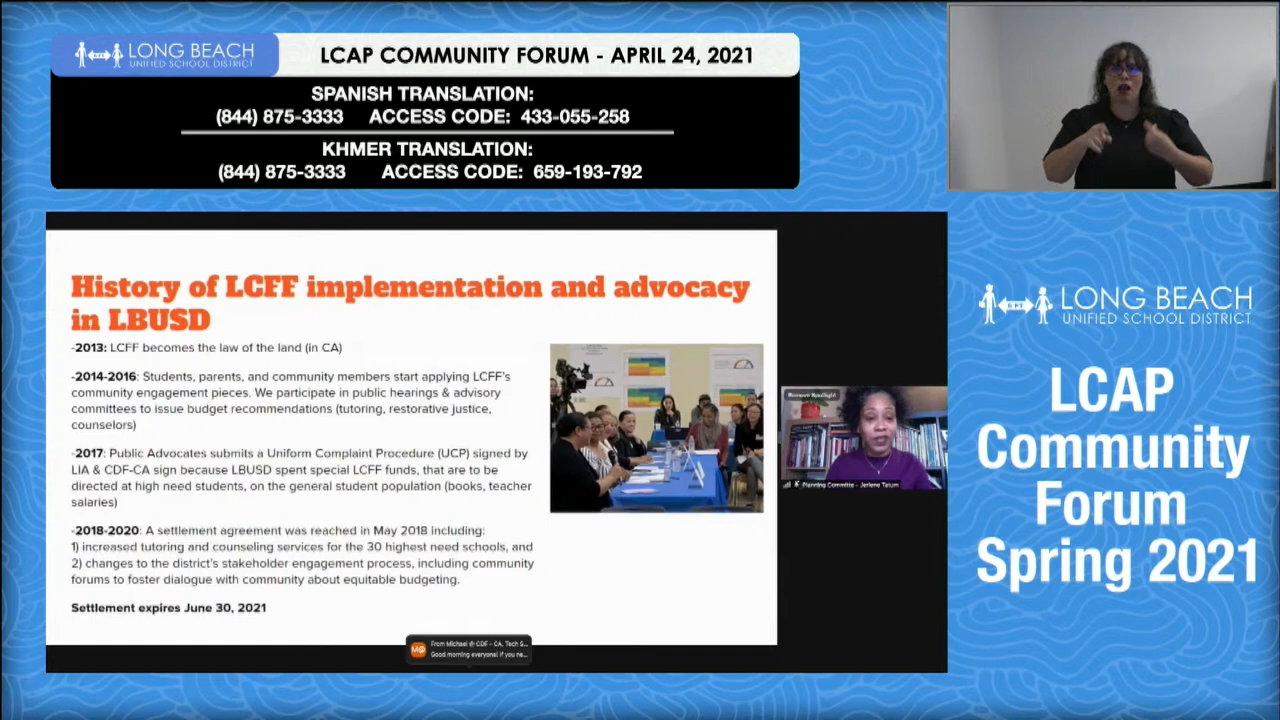 LONG BEACH
UNIFIED SCHOOL DISTRICT
LCAP COMMUNITY FORUM - APRIL 24, 2021
SPANISH TRANSLATION:
(844) 875-3333 ACCESS CODE: 433-055-258
KHMER TRANSLATION:
(844) 875-3333 ACCESS CODE: 659-193-792
History of LCFF implementation and advocacy
in LBUSD
-2013: LCFF becomes the law of the land (in CA)
-2014-2016: Students, parents, and community members start applying LCFF's
community engagement pieces. We participate in public hearings & advisory
committees to issue budget recommendations (tutoring, restorative justice,
counselors)
-2017: Public Advocates submits a Uniform Complaint Procedure (UCP) signed by
LIA & CDF-CA sign because LBUSD spent special LCFF funds, that are to be
directed at high need students, on the general student population (books, teacher
salaries)
-2018-2020: A settlement agreement was reached in May 2018 including:
1) increased tutoring and counseling services for the 30 highest need schools, and
2) changes to the district's stakeholder engagement process, including community
forums to foster dialogue with community about equitable budgeting.
Settlement expires June 30, 2021
From Michael @ CDF - CA, Tech S...
Good morning everyone! If you ne...
Planning Committe - Jerlene Tatum
LONG BEACH
UNIFIED SCHOOL DISTRICT
LCAP
Community
Forum
Spring 2021